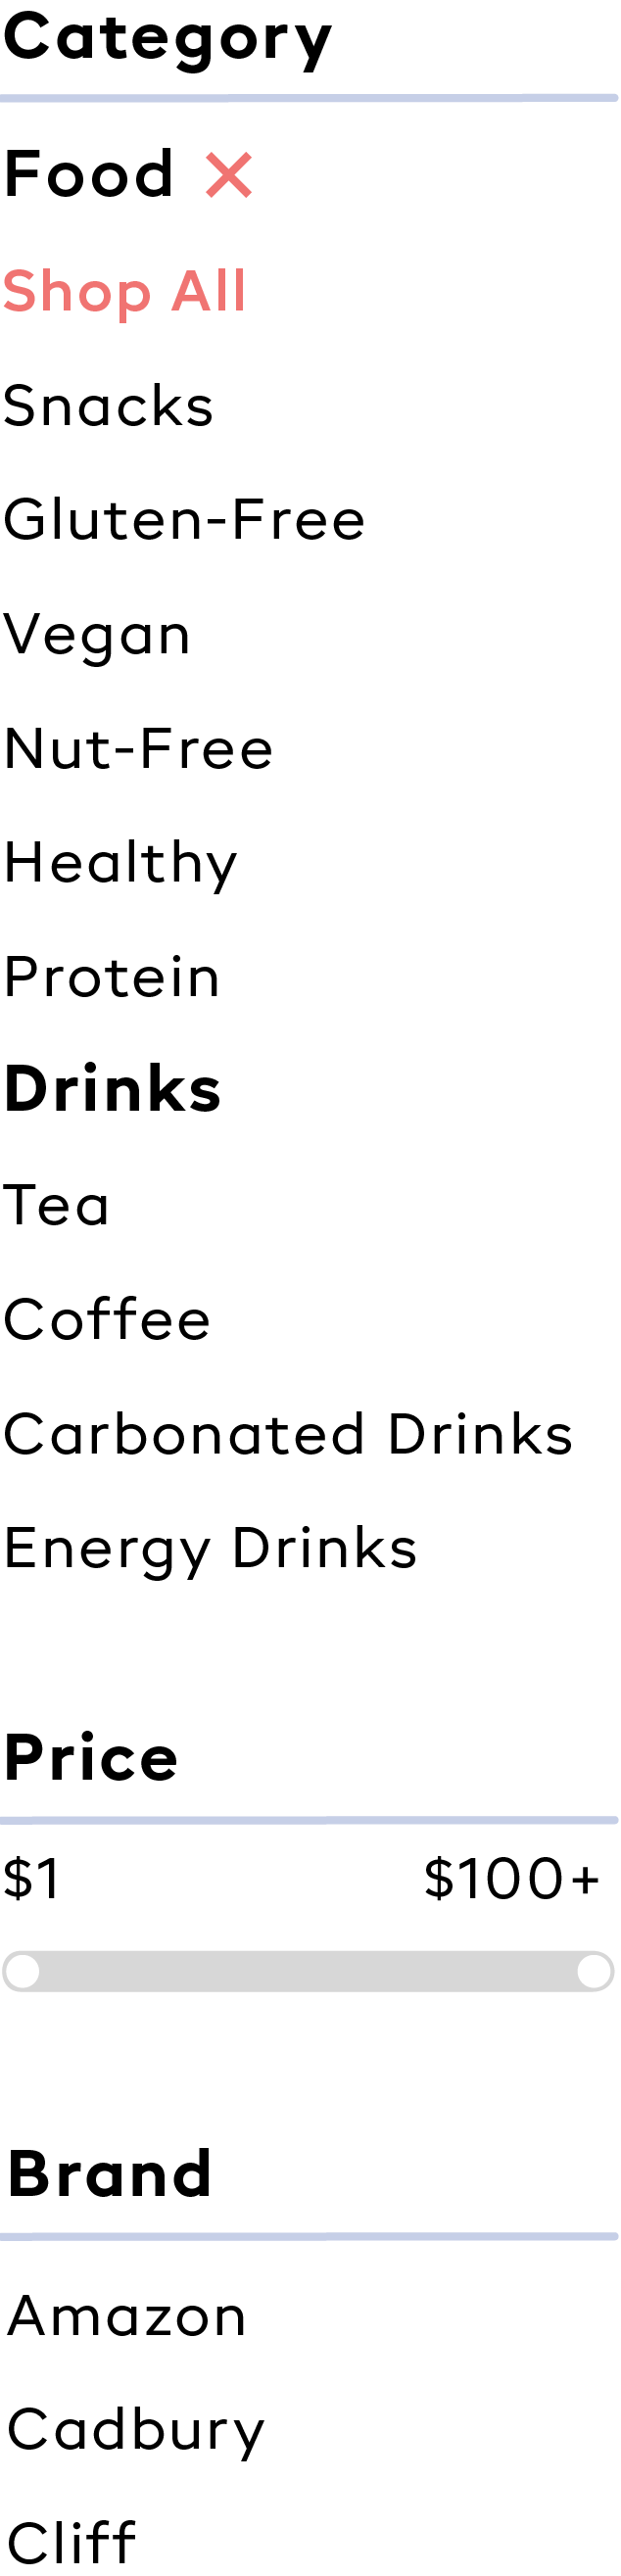 Category
Food
Shop All
Snacks
Gluten-Free
Vegan
Nut-Free
Healthy
Protein
Drinks
Tea
Coffee
Carbonated Drinks
Energy Drinks
Price
$1 $100+
Brand
Amazon
Cadbury
Cliff